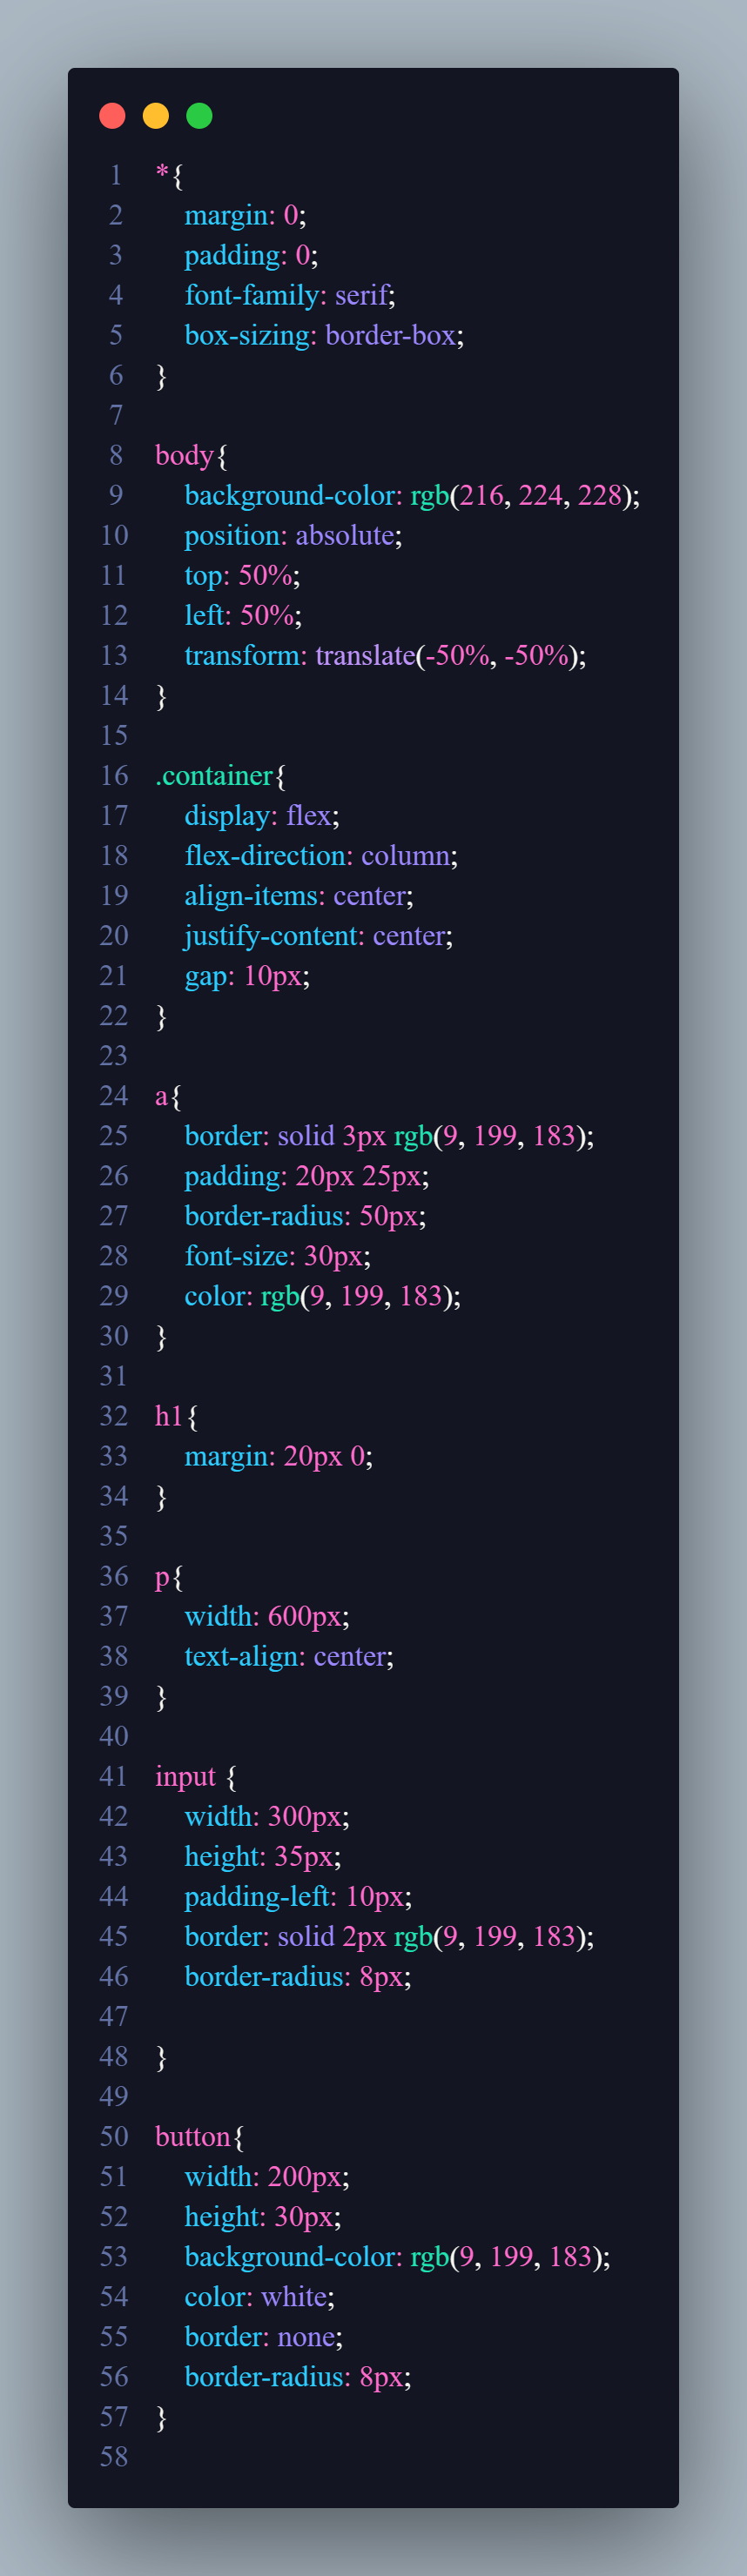 1 *{
2     margin: 0;
3     padding: 0;
4     font-family: serif;
5     box-sizing: border-box;
6 }
7
8 body{
9     background-color: rgb(216, 224, 228);
10     position: absolute;
11     top: 50%;
12     left: 50%;
13     transform: translate(-50%, -50%);
14 }
15
16 .container{
17     display: flex;
18     flex-direction: column;
19     align-items: center;
20     justify-content: center;
21     gap: 10px;
22 }
23
24 a{
25     border: solid 3px rgb(9, 199, 183);
26     padding: 20px 25px;
27     border-radius: 50px;
28     font-size: 30px;
29     color: rgb(9, 199, 183);
30 }
31
32 h1{
33     margin: 20px 0;
34 }
35
36 p{
37     width: 600px;
38     text-align: center;
39 }
40
41 input {
42     width: 300px;
43     height: 35px;
44     padding-left: 10px;
45     border: solid 2px rgb(9, 199, 183);
46     border-radius: 8px;
47
48 }
49
50 button{
51     width: 200px;
52     height: 30px;
53     background-color: rgb(9, 199, 183);
54     color: white;
55     border: none;
56     border-radius: 8px;
57 }
58